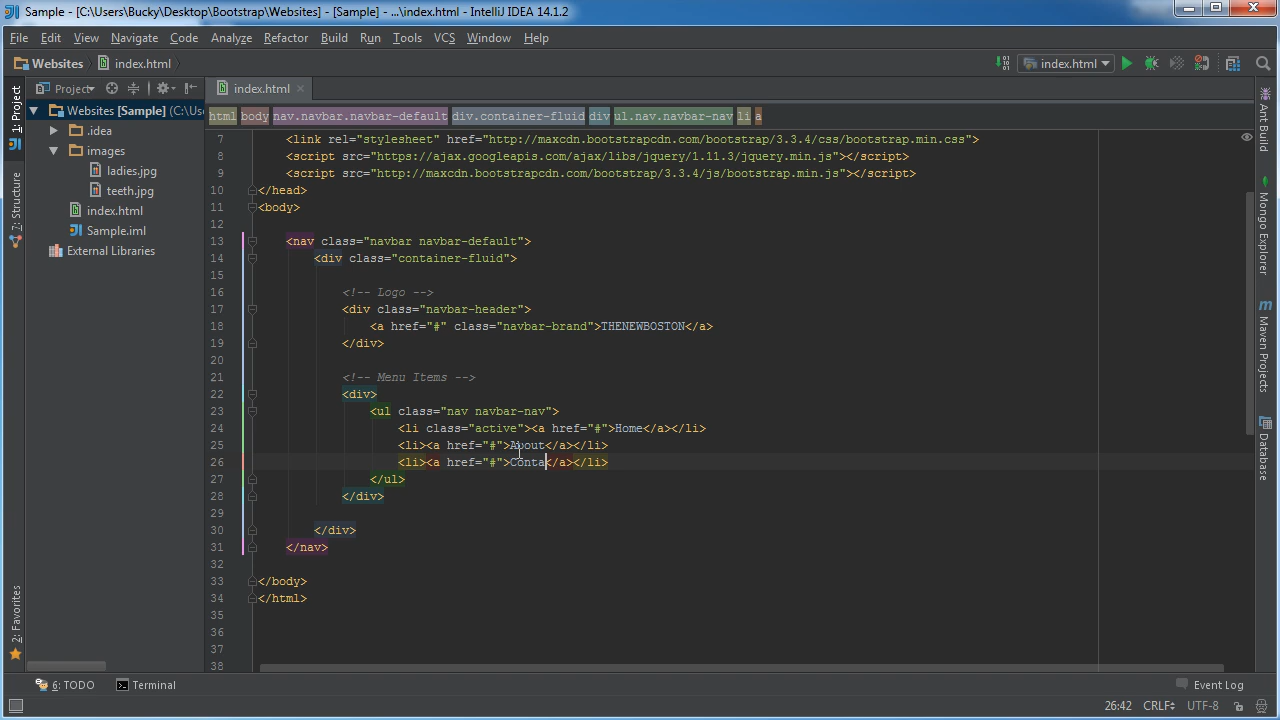 Sample - [C:\Users\Bucky\Desktop\Bootstrap\Websites] - [Sample] - ...\index.html - IntelliJ IDEA 14.1.2
File Edit View Navigate Code Analyze Refactor Build Run Tools VCS Window Help
Websites index.html index.html
1: Project
7: Structure
2: Favorites
Project
Websites [Sample] (C:\Us
.idea
images
ladies.jpg
teeth.jpg
index.html
Sample.iml
External Libraries
index.html
html body nav.navbar.navbar-default div.container-fluid div ul.nav.navbar-nav li a
7 <link rel="stylesheet" href="http://maxcdn.bootstrapcdn.com/bootstrap/3.3.4/css/bootstrap.min.css">
8 <script src="https://ajax.googleapis.com/ajax/libs/jquery/1.11.3/jquery.min.js"></script>
9 <script src="http://maxcdn.bootstrapcdn.com/bootstrap/3.3.4/js/bootstrap.min.js"></script>
10 </head>
11 <body>
12
13 <nav class="navbar navbar-default">
14 <div class="container-fluid">
15
16 <!-- Logo -->
17 <div class="navbar-header">
18 <a href="#" class="navbar-brand">THENEWBOSTON</a>
19 </div>
20
21 <!-- Menu Items -->
22 <div>
23 <ul class="nav navbar-nav">
24 <li class="active"><a href="#">Home</a></li>
25 <li><a href="#">About</a></li>
26 <li><a href="#">Conta</a></li>
27 </ul>
28 </div>
29
30 </div>
31 </nav>
32
33 </body>
34 </html>
35
36
37
38
Ant Build
Mongo Explorer
Maven Projects
Database
6: TODO Terminal Event Log
26:42 CRLF UTF-8